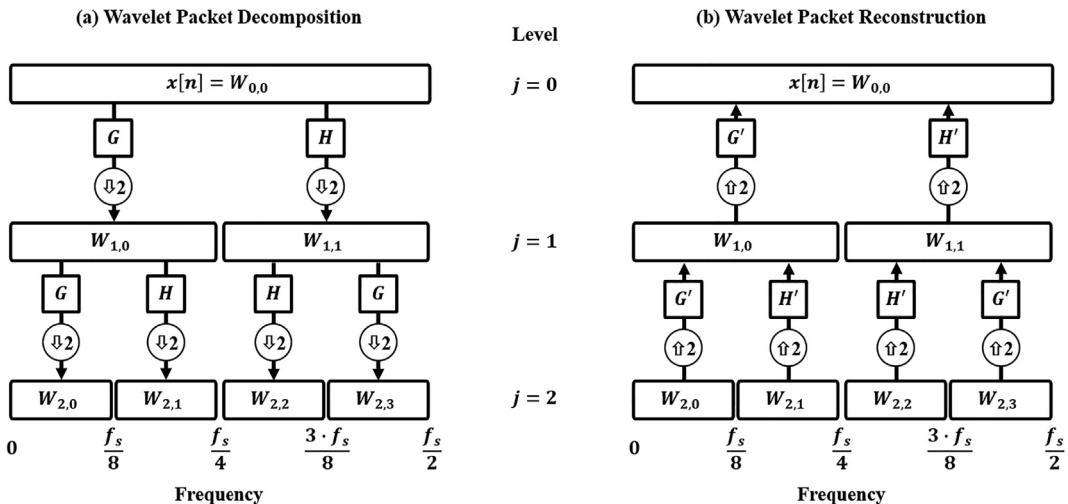 (a) Wavelet Packet Decomposition
(b) Wavelet Packet Reconstruction
Level
x[n] = W0,0
j = 0
x[n] = W0,0
G H
G′ H′
⇩2 ⇩2
⇧2 ⇧2
W1,0 W1,1
j = 1
W1,0 W1,1
G H H G
G′ H′ H′ G′
⇩2 ⇩2 ⇩2 ⇩2
⇧2 ⇧2 ⇧2 ⇧2
W2,0 W2,1 W2,2 W2,3
j = 2
W2,0 W2,1 W2,2 W2,3
0 fs/8 fs/4 3·fs/8 fs/2
0 fs/8 fs/4 3·fs/8 fs/2
Frequency
Frequency